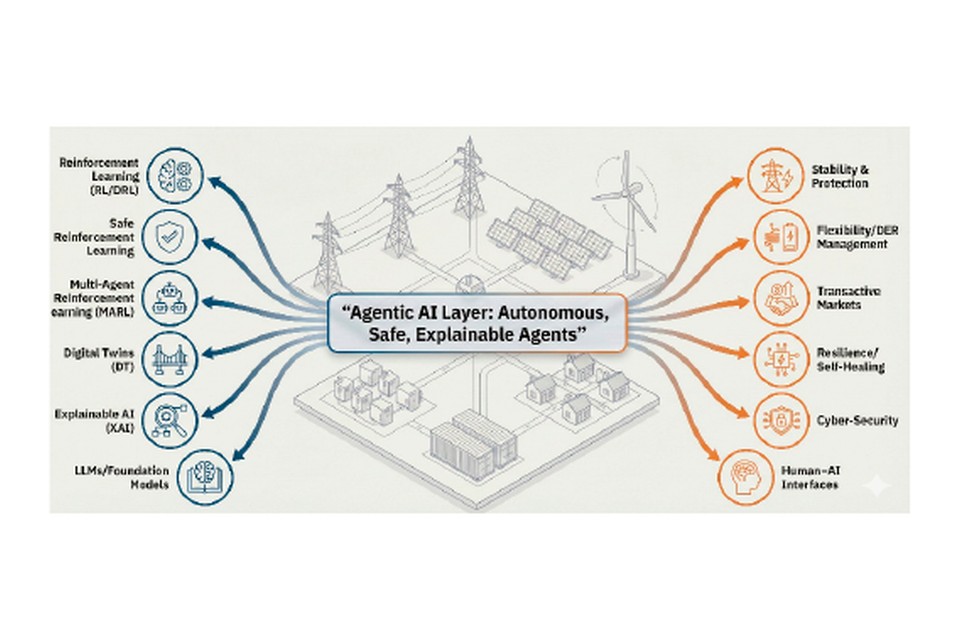 Reinforcement
Learning
(RL/DRL)
Safe
Reinforcement
Learning
Multi-Agent
Reinforcement
earning (MARL)
Digital Twins
(DT)
Explainable AI
(XAI)
LLMs/Foundation
Models
“Agentic AI Layer: Autonomous,
Safe, Explainable Agents”
Stability &
Protection
Flexibility/DER
Management
Transactive
Markets
Resilience/
Self-Healing
Cyber-Security
Human-AI
Interfaces